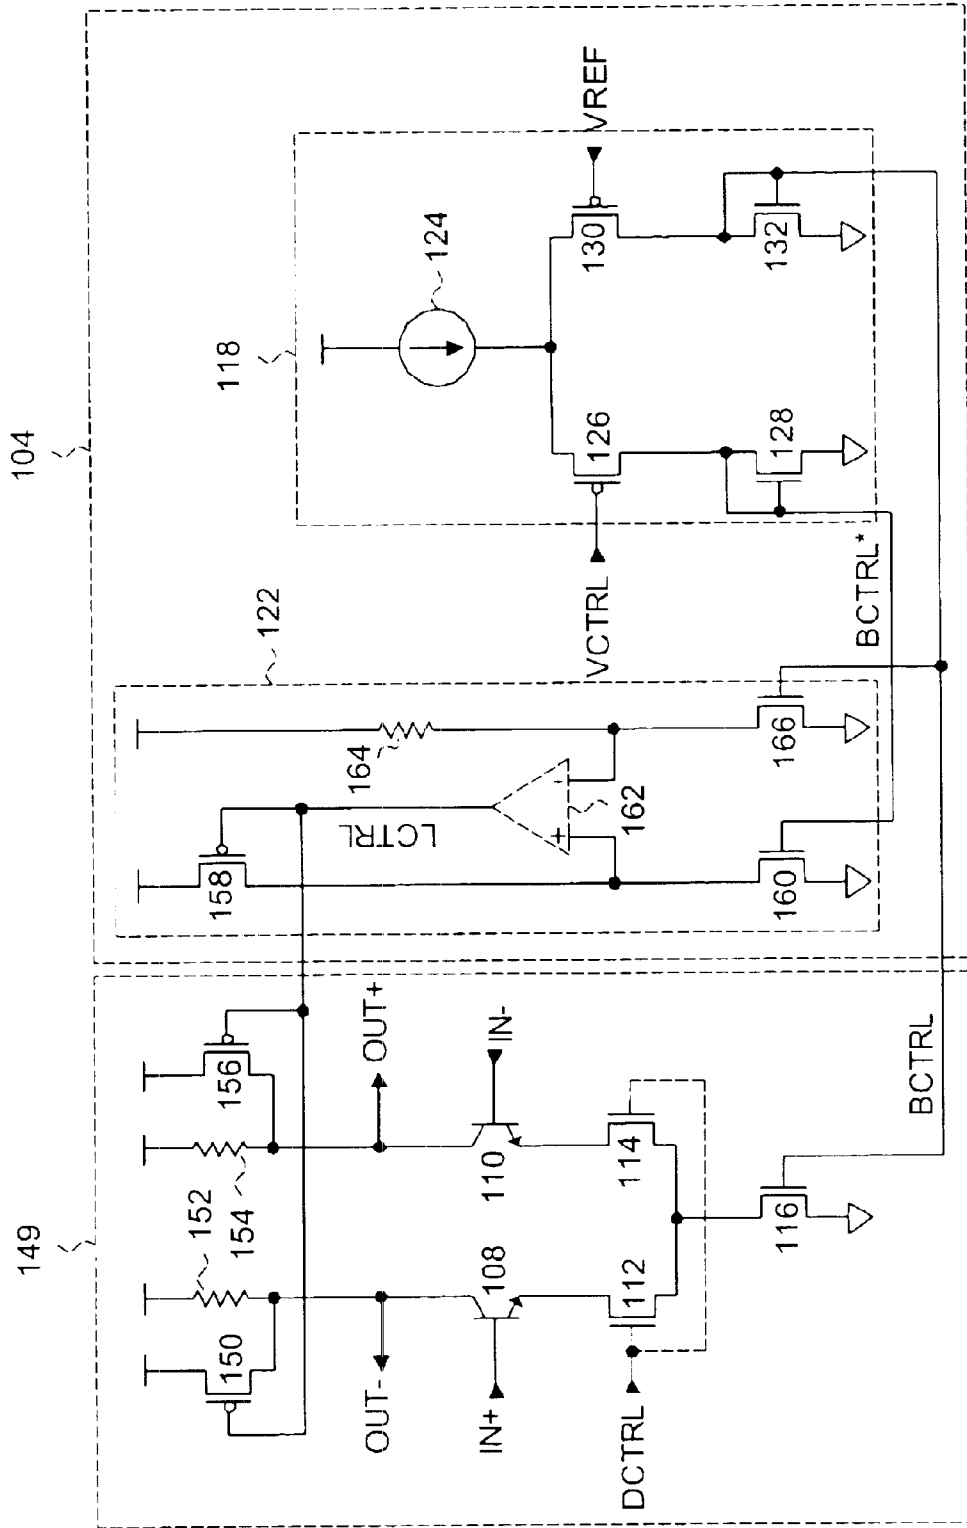 104
118
124
VREF
130
132
126
128
VCTRL
BCTRL*
122
164
LCTRL
158
+
-
162
166
160
149
156
OUT+
IN-
152
154
150
OUT-
110
108
IN+
114
112
DCTRL
116
BCTRL